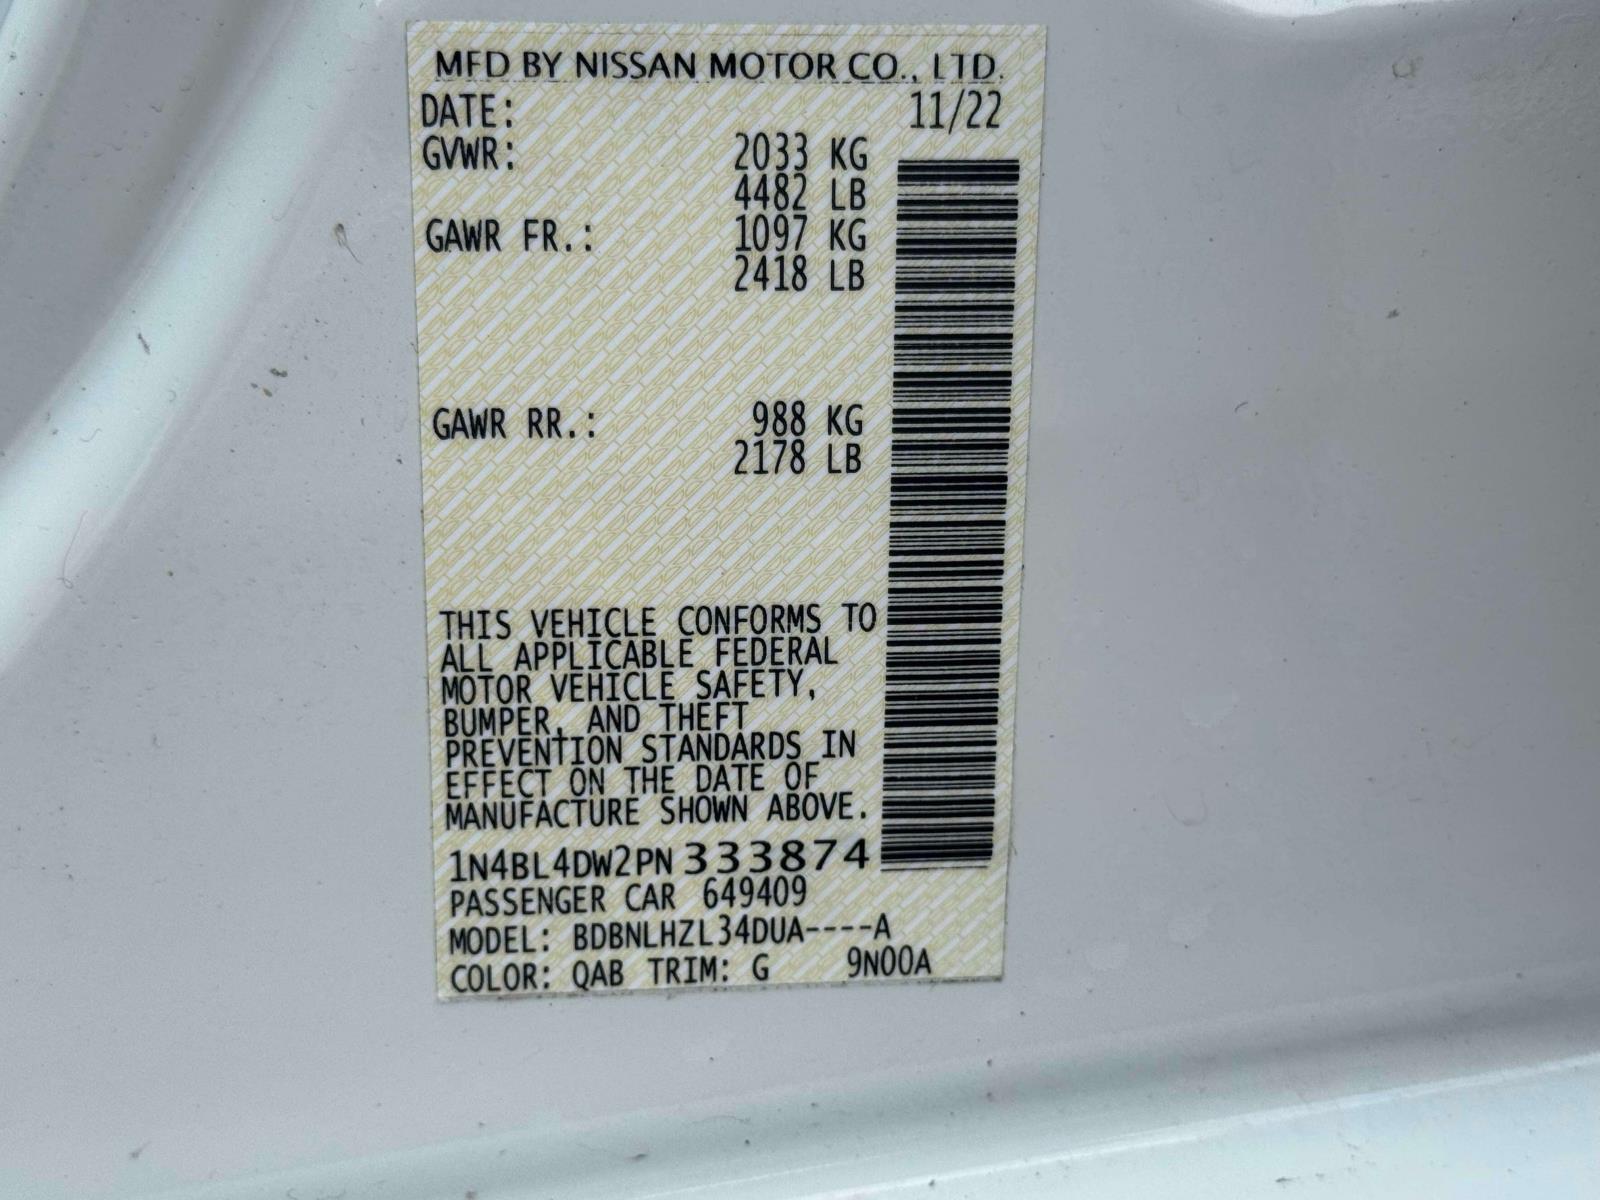 MFD BY NISSAN MOTOR CO., LTD.
DATE: 11/22
GVWR: 2033 KG
4482 LB
GAWR FR.: 1097 KG
2418 LB
GAWR RR.: 988 KG
2178 LB
THIS VEHICLE CONFORMS TO
ALL APPLICABLE FEDERAL
MOTOR VEHICLE SAFETY,
BUMPER, AND THEFT
PREVENTION STANDARDS IN
EFFECT ON THE DATE OF
MANUFACTURE SHOWN ABOVE.
1N4BL4DW2PN333874
PASSENGER CAR 649409
MODEL: BDBNLHZL34DUA----A
COLOR: QAB TRIM: G 9N00A